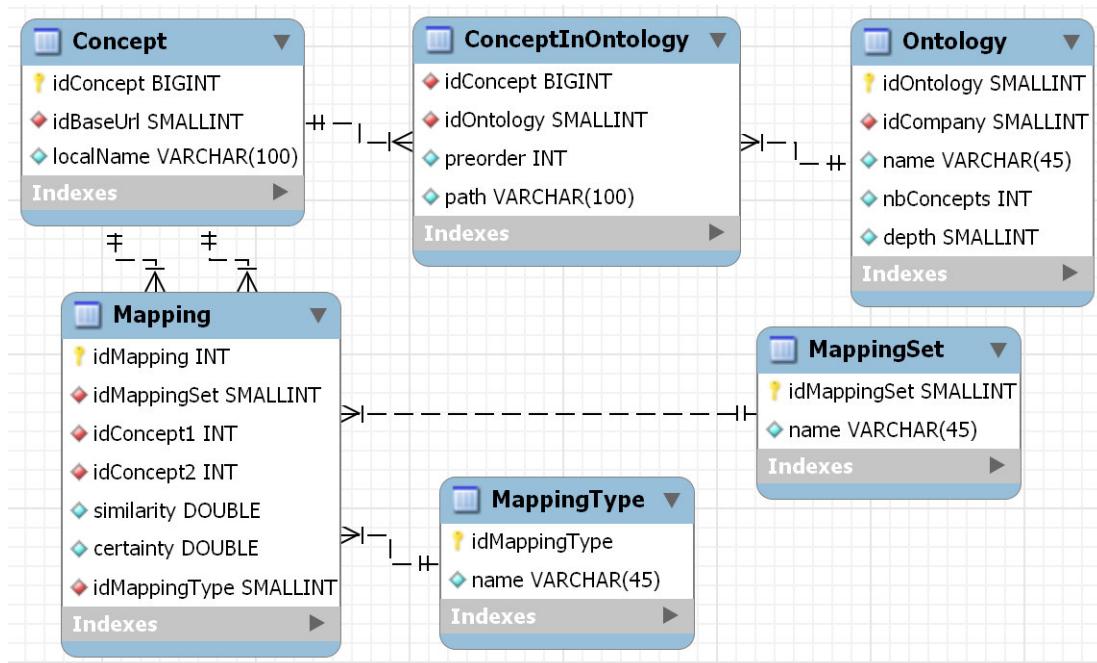 Concept
idConcept BIGINT
idBaseUrl SMALLINT
localName VARCHAR(100)
Indexes
ConceptInOntology
idConcept BIGINT
idOntology SMALLINT
preorder INT
path VARCHAR(100)
Indexes
Ontology
idOntology SMALLINT
idCompany SMALLINT
name VARCHAR(45)
nbConcepts INT
depth SMALLINT
Indexes
Mapping
idMapping INT
idMappingSet SMALLINT
idConcept1 INT
idConcept2 INT
similarity DOUBLE
certainty DOUBLE
idMappingType SMALLINT
Indexes
MappingSet
idMappingSet SMALLINT
name VARCHAR(45)
Indexes
MappingType
idMappingType
name VARCHAR(45)
Indexes